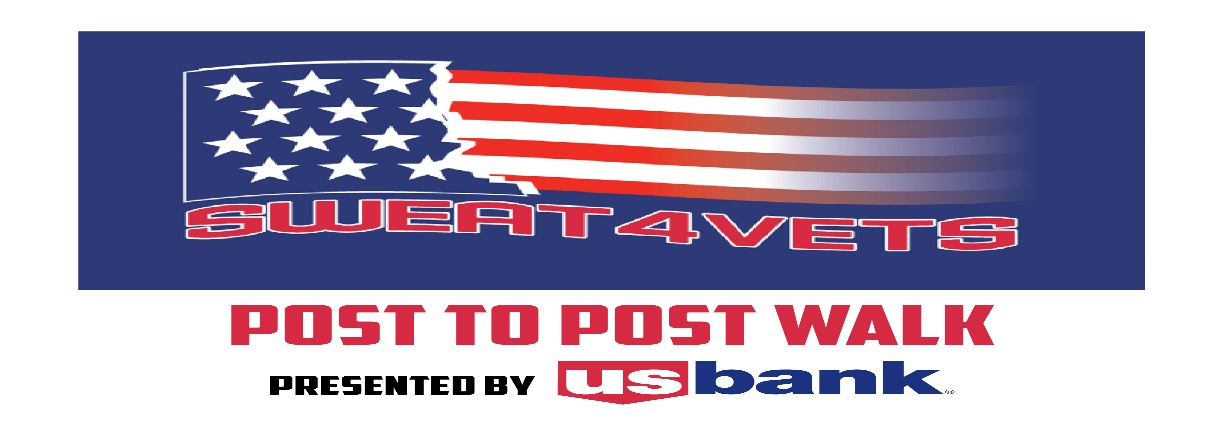 SWEAT4VETS
POST TO POST WALK
PRESENTED BY usbank